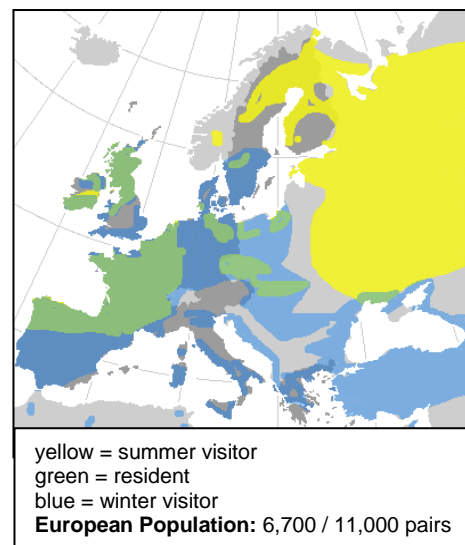 yellow = summer visitor
green = resident
blue = winter visitor
European Population: 6,700 / 11,000 pairs